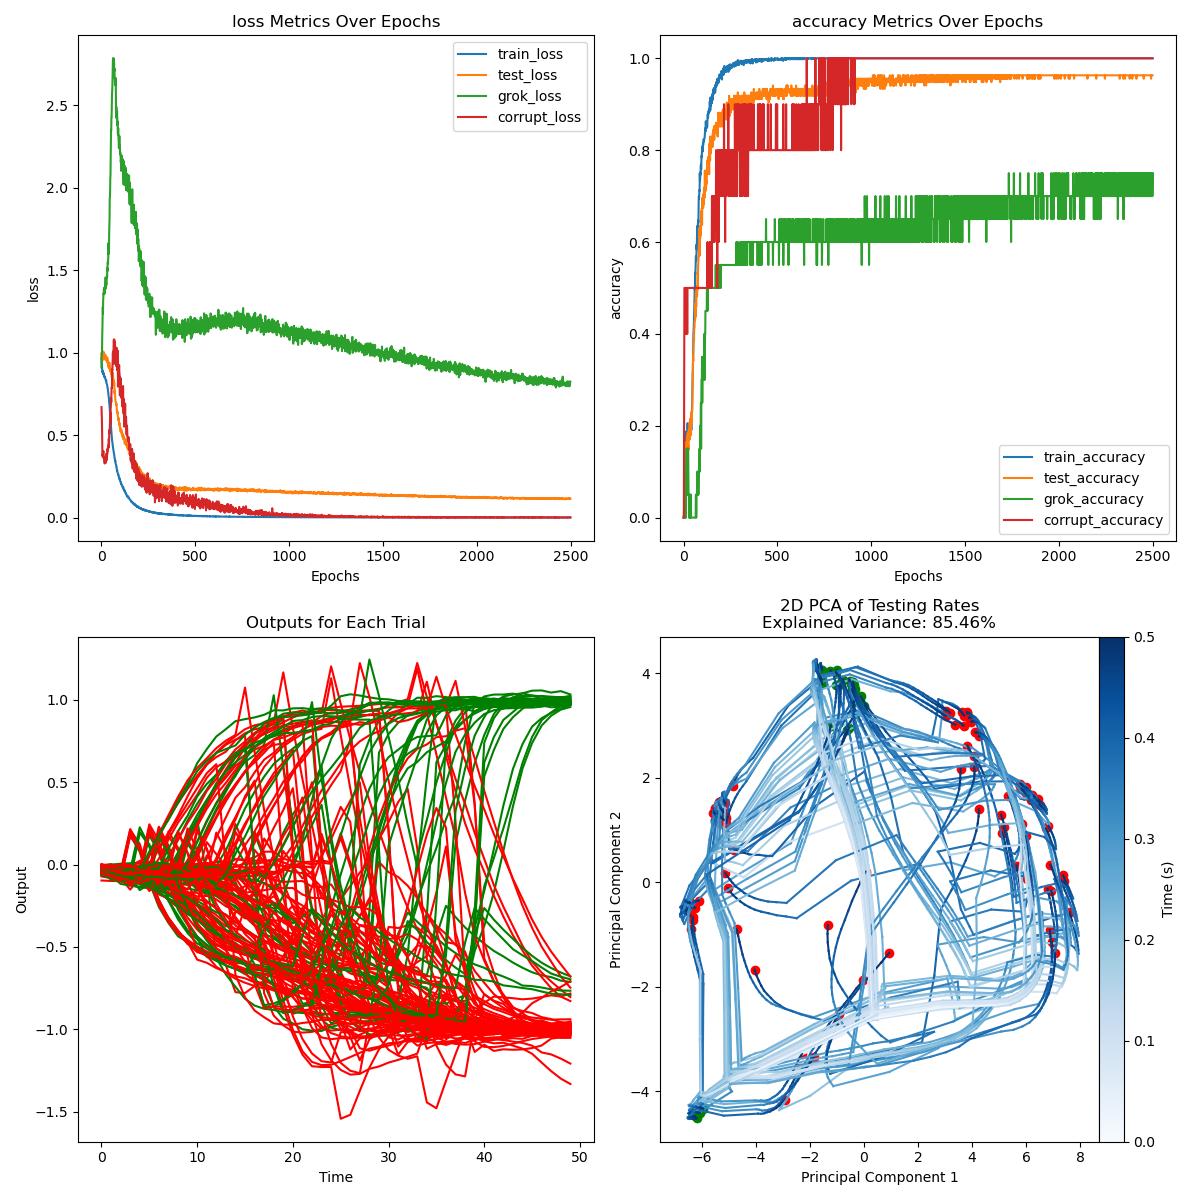 loss Metrics Over Epochs
train_loss
test_loss
grok_loss
corrupt_loss
loss
2.5
2.0
1.5
1.0
0.5
0.0
0
500
1000
1500
2000
2500
Epochs
accuracy Metrics Over Epochs
accuracy
1.0
0.8
0.6
0.4
0.2
0.0
train_accuracy
test_accuracy
grok_accuracy
corrupt_accuracy
0
500
1000
1500
2000
2500
Epochs
Outputs for Each Trial
Output
1.0
0.5
0.0
−0.5
−1.0
−1.5
0
10
20
30
40
50
Time
2D PCA of Testing Rates
Explained Variance: 85.46%
Principal Component 2
4
2
0
−2
−4
−6
−4
−2
0
2
4
6
8
Principal Component 1
0.5
0.4
0.3
0.2
0.1
0.0
Time (s)